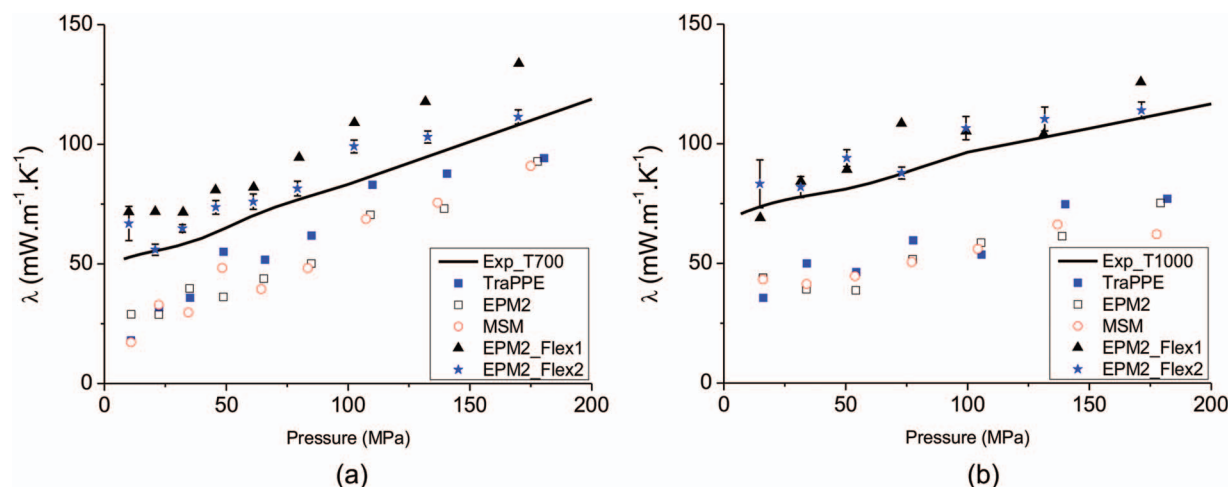 150
100
50
0
λ (mW.m⁻¹.K⁻¹)
Exp_T700
TraPPE
EPM2
MSM
EPM2_Flex1
EPM2_Flex2
0 50 100 150 200
Pressure (MPa)
(a)
150
100
50
0
λ (mW.m⁻¹.K⁻¹)
Exp_T1000
TraPPE
EPM2
MSM
EPM2_Flex1
EPM2_Flex2
0 50 100 150 200
Pressure (MPa)
(b)